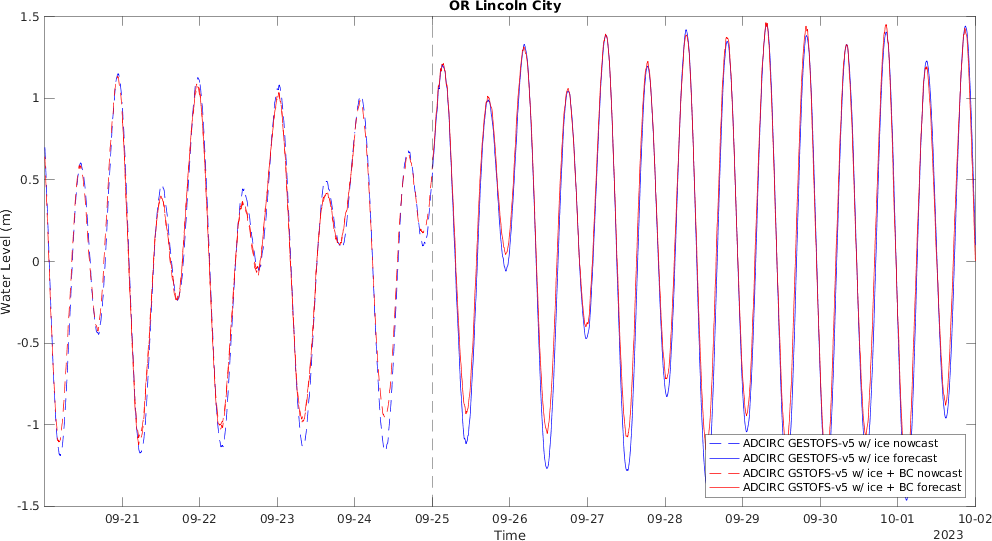 OR Lincoln City
1.5
1
0.5
0
-0.5
-1
-1.5
Water Level (m)
ADCIRC GESTOFS-v5 w/ ice nowcast
ADCIRC GESTOFS-v5 w/ ice forecast
ADCIRC GSTOFS-v5 w/ ice + BC nowcast
ADCIRC GSTOFS-v5 w/ ice + BC forecast
09-21 09-22 09-23 09-24 09-25 09-26 09-27 09-28 09-29 09-30 10-01 10-02
Time
2023